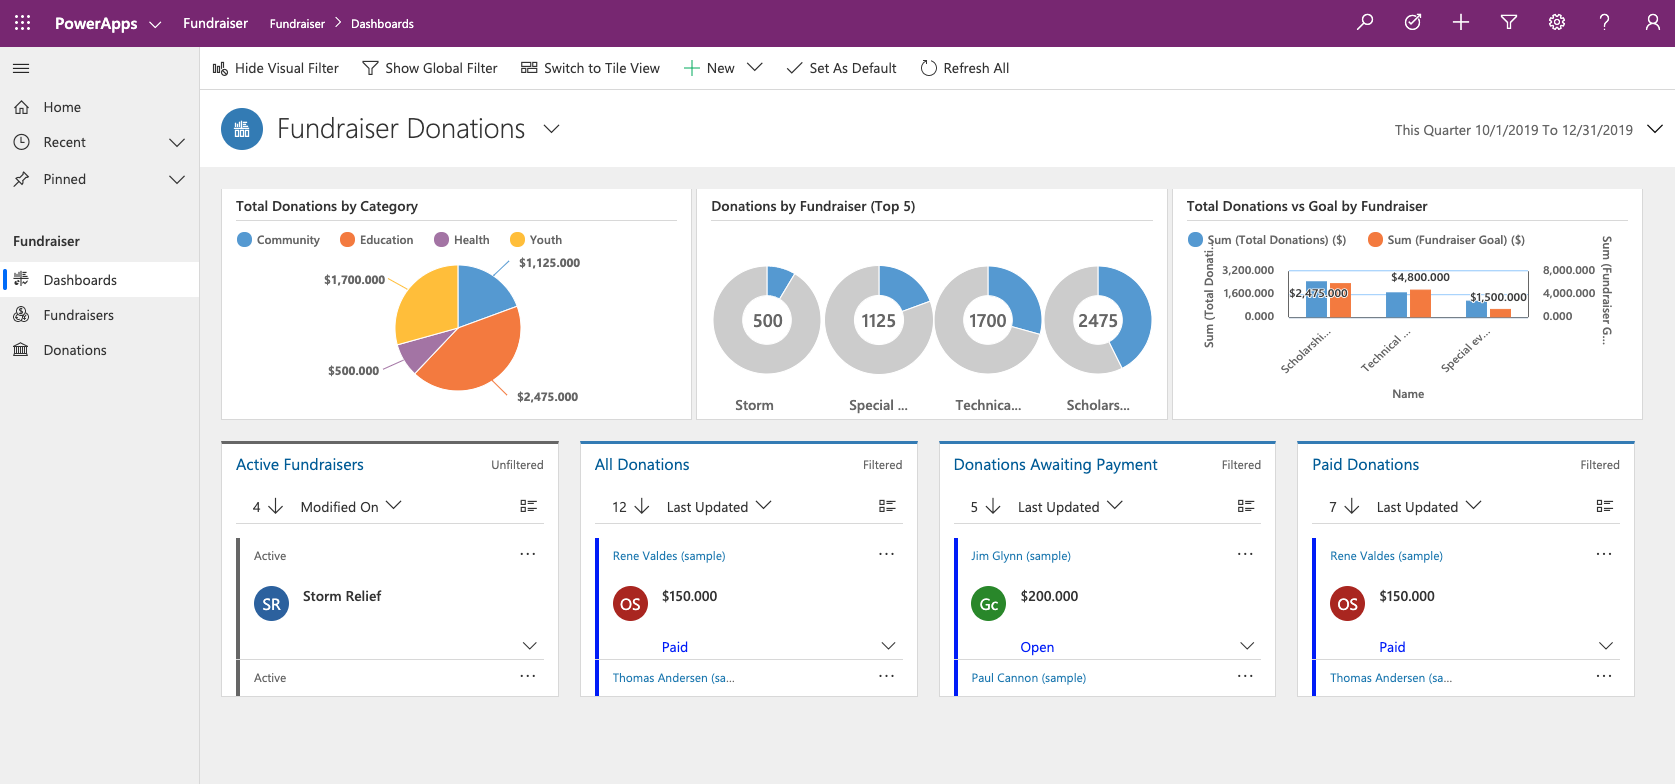 PowerApps Fundraiser Fundraiser Dashboards
Hide Visual Filter Show Global Filter Switch to Tile View New Set As Default Refresh All
Home
Recent
Pinned
Fundraiser
Dashboards
Fundraisers
Donations
Fundraiser Donations
This Quarter 10/1/2019 To 12/31/2019
Total Donations by Category
Community Education Health Youth
$1,125.000
$1,700.000
$500.000
$2,475.000
Donations by Fundraiser (Top 5)
500 1125 1700 2475
Storm Special ... Technica... Scholars...
Total Donations vs Goal by Fundraiser
Sum (Total Donations) ($) Sum (Fundraiser Goal) ($)
Sum (Total Donati...
3,200.000
1,600.000
0.000
$2,475.000
$4,800.000
$1,500.000
8,000.000
4,000.000
0.000
Sum (Fundraiser G...
Scholarshi... Technical ... Special ev...
Name
Active Fundraisers Unfiltered
4 Modified On
Active
SR Storm Relief
Active
All Donations Filtered
12 Last Updated
Rene Valdes (sample)
OS $150.000
Paid
Thomas Andersen (sa...
Donations Awaiting Payment Filtered
5 Last Updated
Jim Glynn (sample)
Gc $200.000
Open
Paul Cannon (sample)
Paid Donations Filtered
7 Last Updated
Rene Valdes (sample)
OS $150.000
Paid
Thomas Andersen (sa...